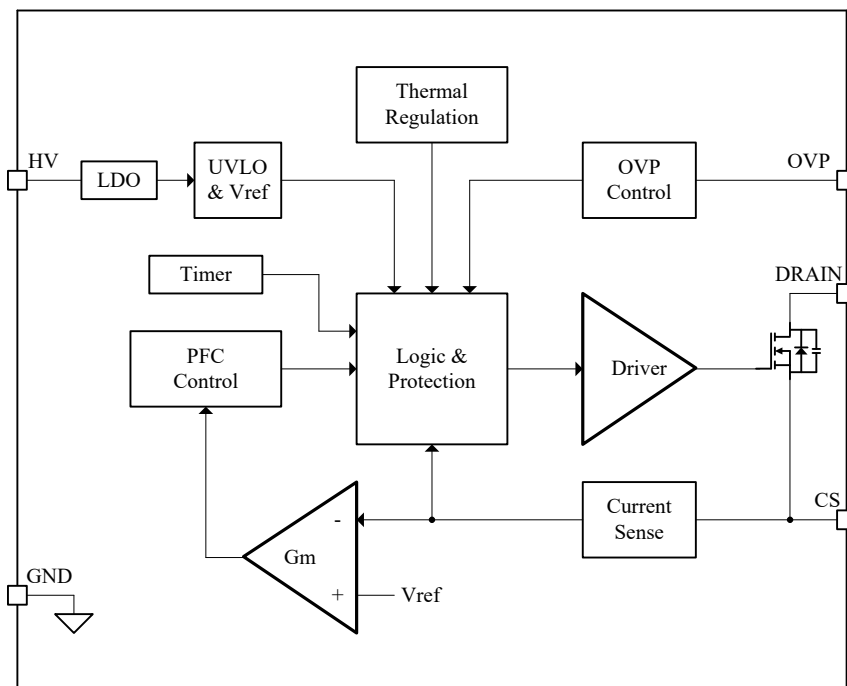 Thermal
Regulation
HV
LDO
UVLO
& Vref
OVP
Control
OVP
Timer
DRAIN
PFC
Control
Logic &
Protection
Driver
-
Gm
+
Vref
Current
Sense
CS
GND